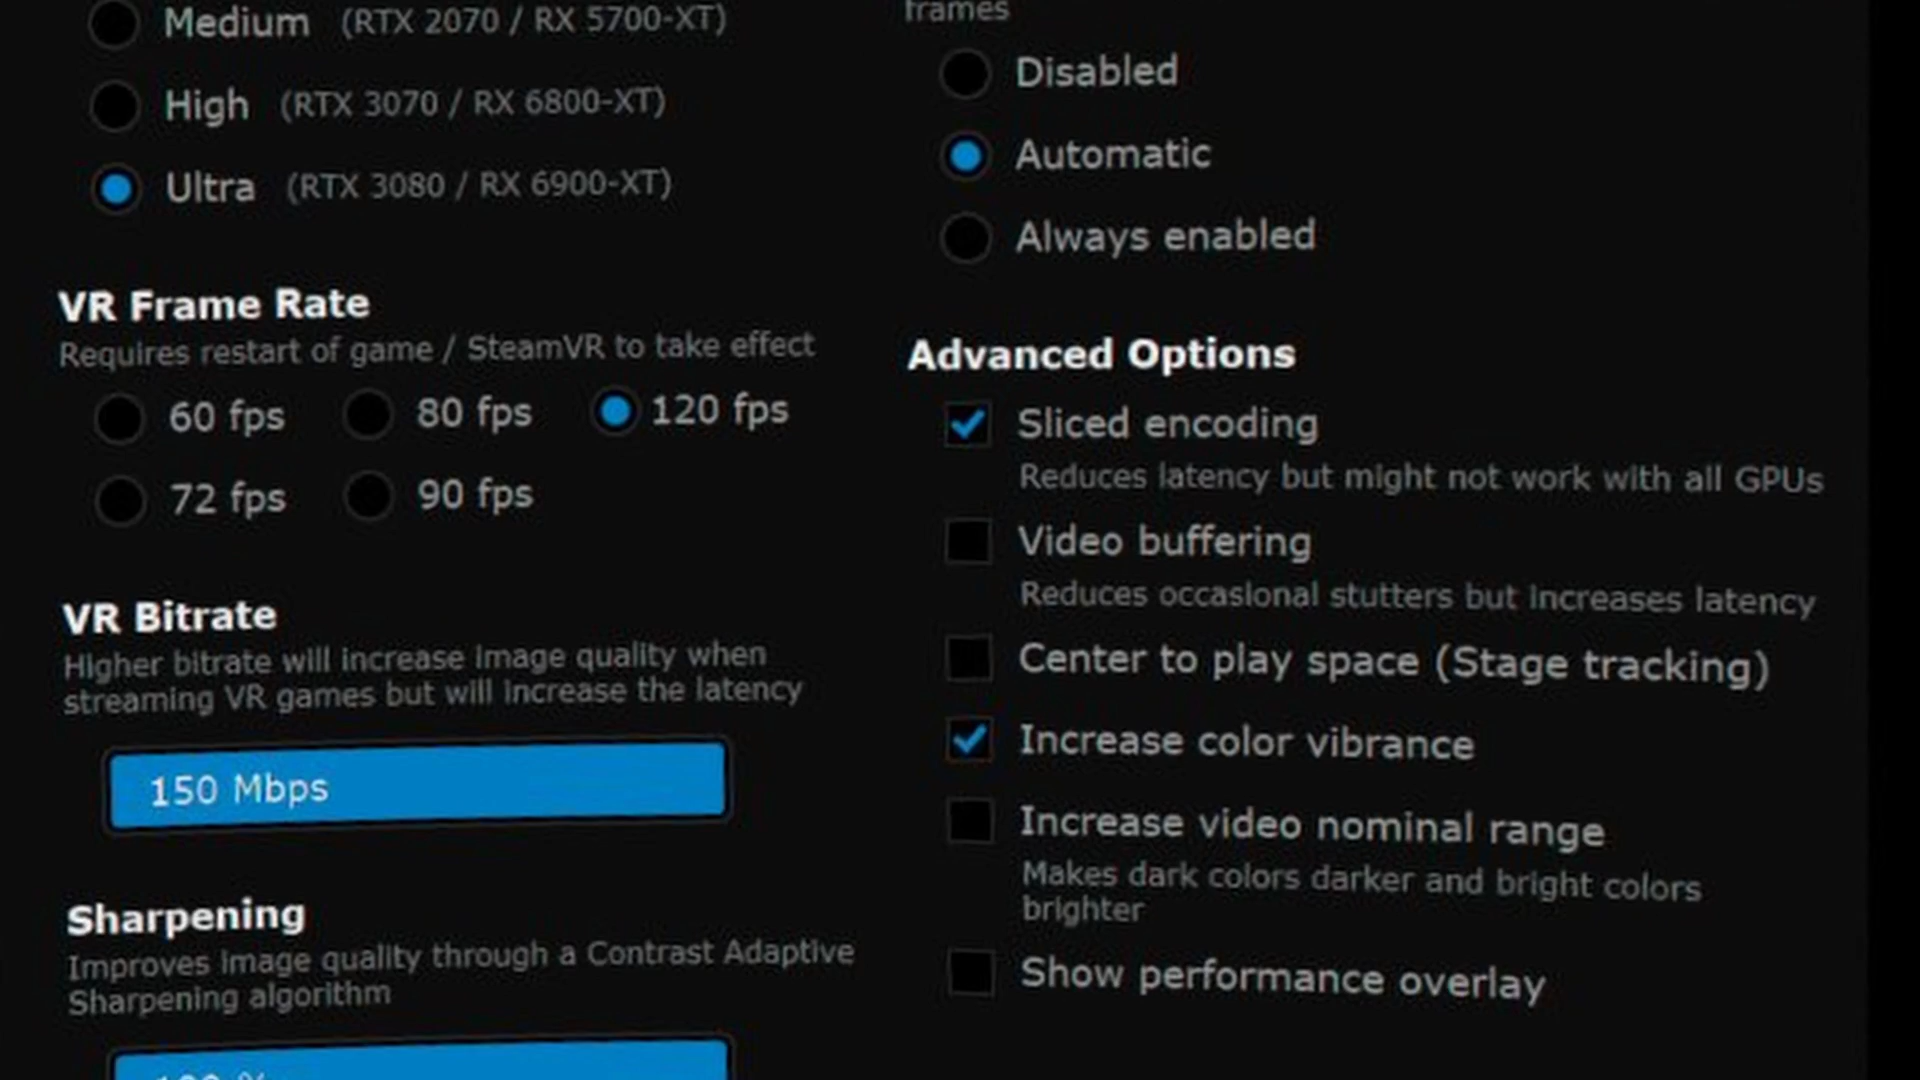 Medium (RTX 2070 / RX 5700-XT)
High (RTX 3070 / RX 6800-XT)
Ultra (RTX 3080 / RX 6900-XT)
VR Frame Rate
Requires restart of game / SteamVR to take effect
60 fps 80 fps 120 fps
72 fps 90 fps
VR Bitrate
Higher bitrate will increase image quality when
streaming VR games but will increase the latency
150 Mbps
Sharpening
Improves image quality through a Contrast Adaptive
Sharpening algorithm
frames
Disabled
Automatic
Always enabled
Advanced Options
Sliced encoding
Reduces latency but might not work with all GPUs
Video buffering
Reduces occasional stutters but increases latency
Center to play space (Stage tracking)
Increase color vibrance
Increase video nominal range
Makes dark colors darker and bright colors
brighter
Show performance overlay